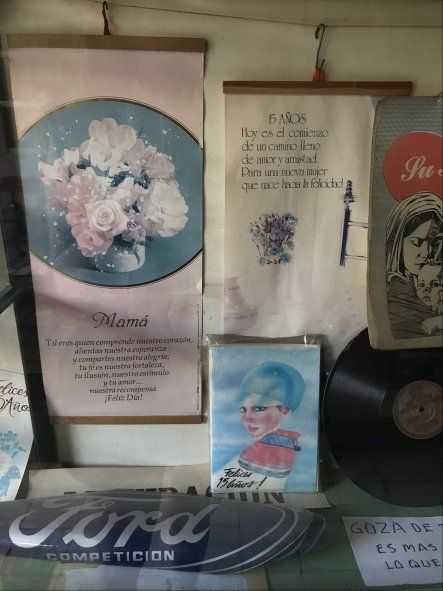 Mamá
Tú eres quien comprende nuestro corazón,
alientas nuestra esperanza
y compartes nuestra alegría;
tu fé es nuestra fortaleza,
tu ilusión, nuestro estímulo
y tu amor...
nuestra recompensa.
¡Feliz Día!
15 AÑOS
Hoy es el comienzo
de un camino, lleno
de amor y amistad.
Para una nueva mujer
que nace hacia la felicidad!
Su
Felices
15 Años!
Felices
Años
Ford
COMPETICION
GOZA DE
ES MAS
LO QUE